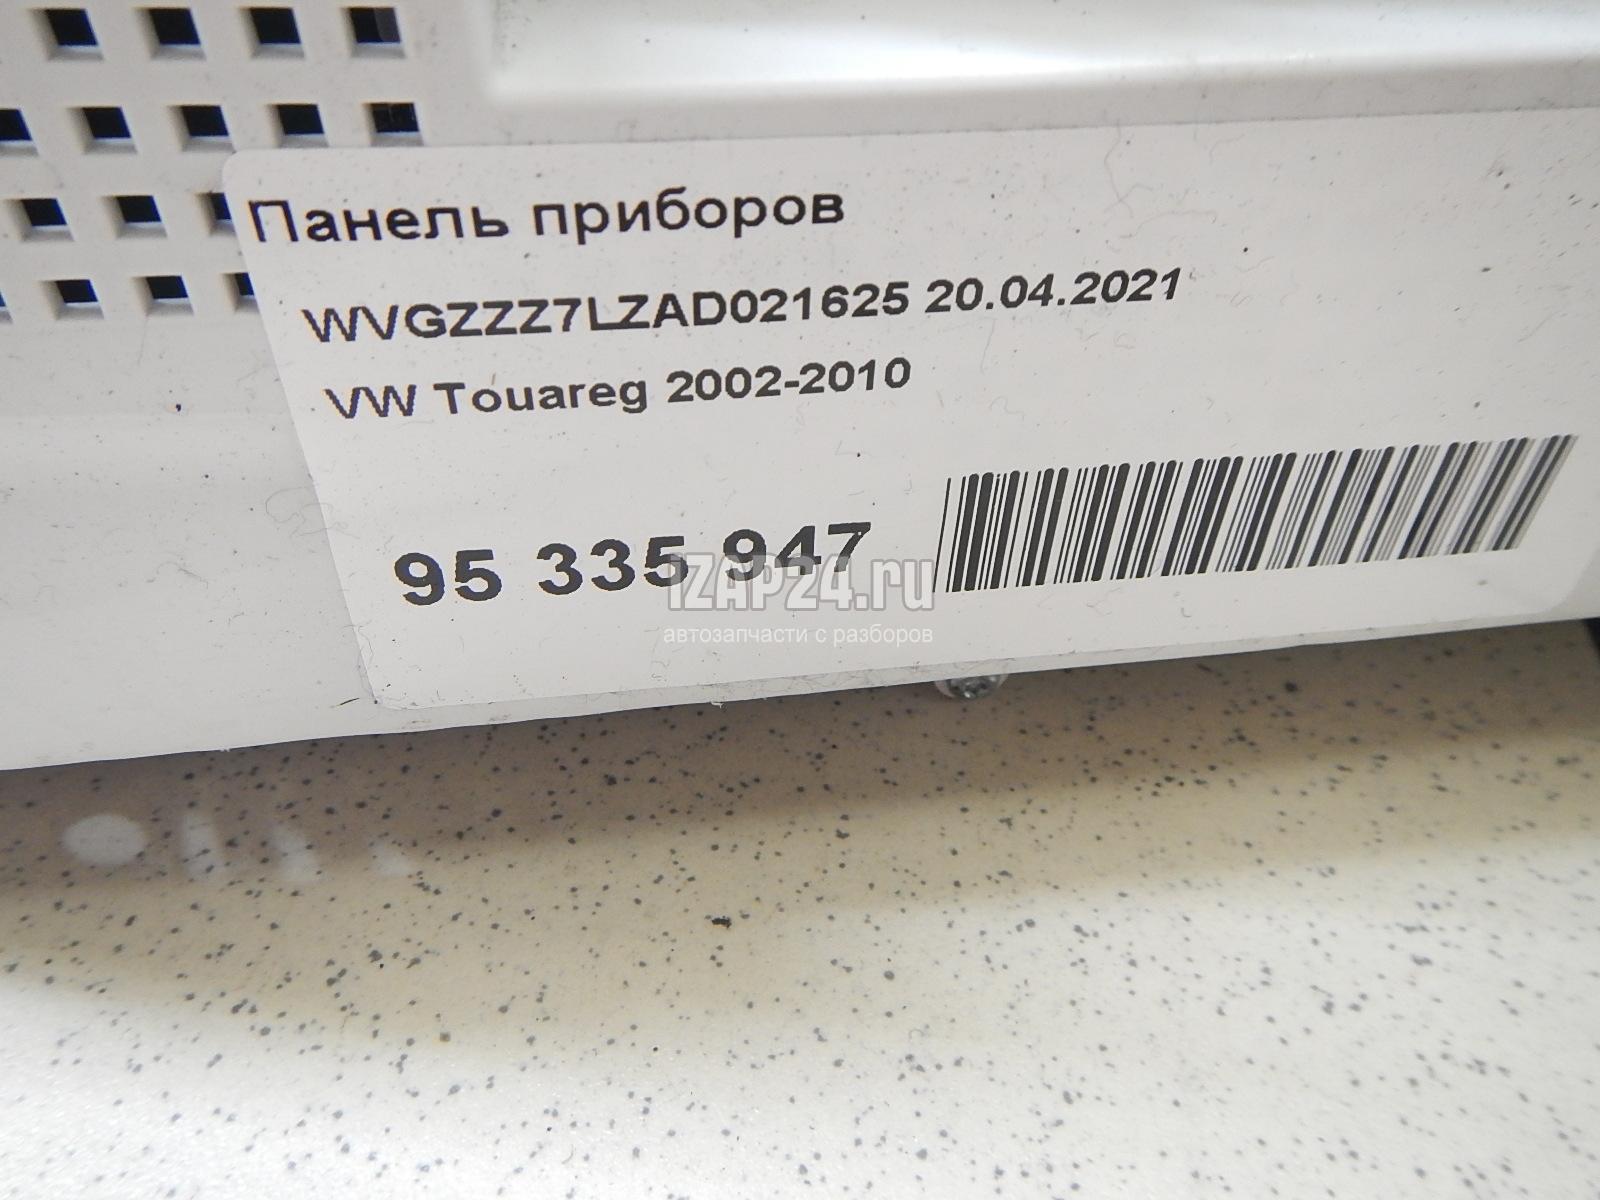 Панель приборов
WVGZZZ7LZAD021625 20.04.2021
VW Touareg 2002-2010
95 335 947
IZAP24.ru
автозапчасти с разборов